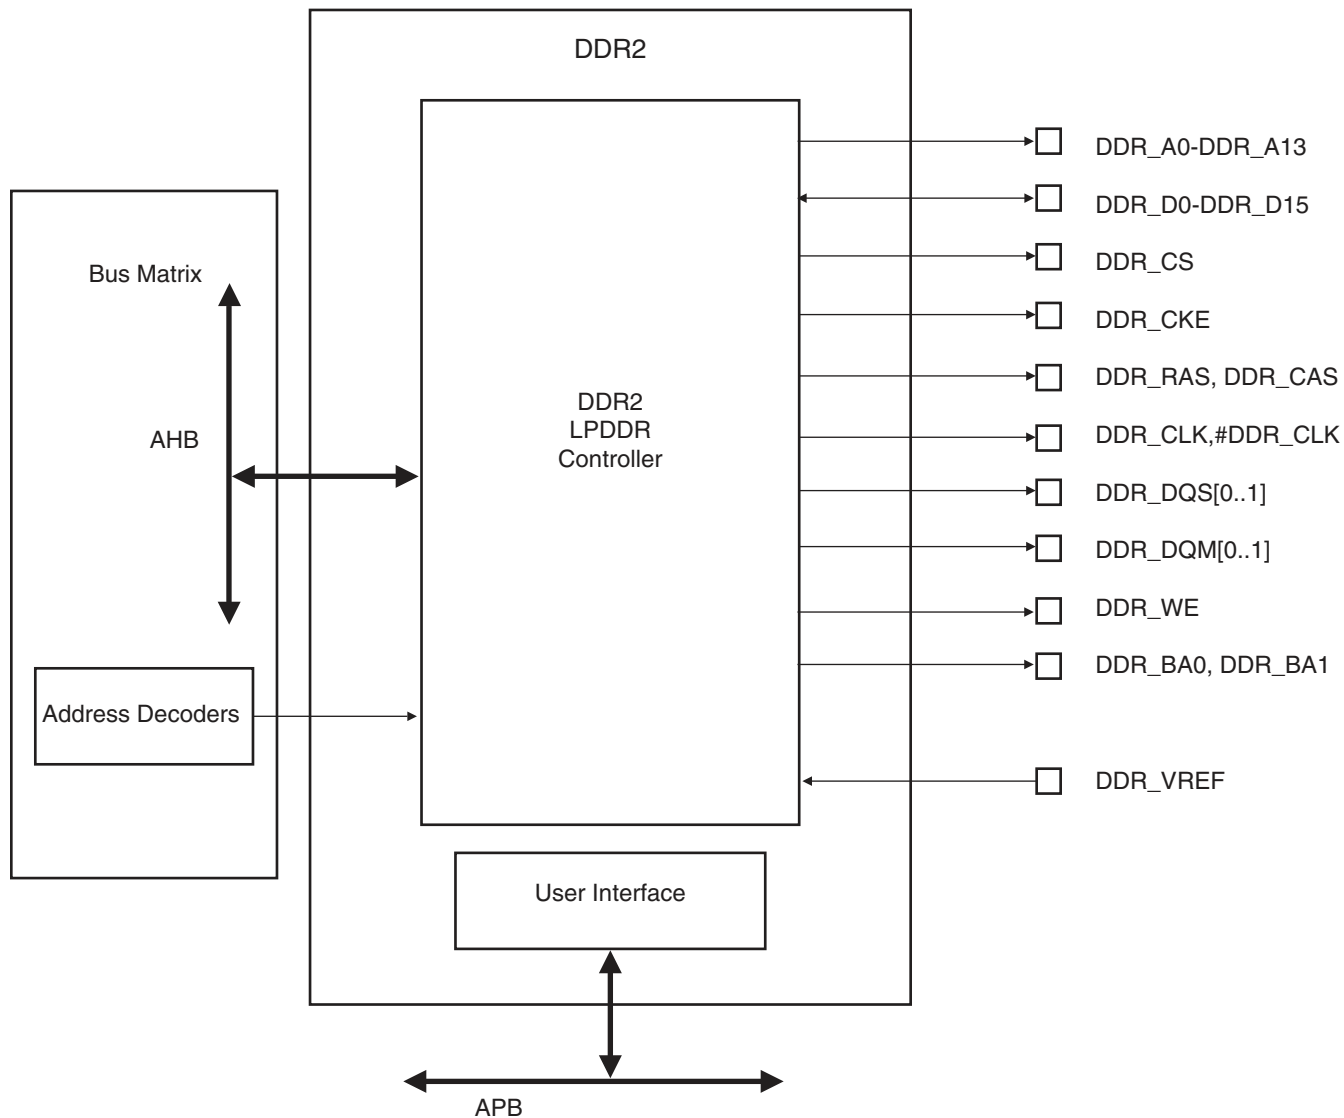 DDR2
DDR_A0-DDR_A13
DDR_D0-DDR_D15
DDR_CS
DDR_CKE
DDR_RAS, DDR_CAS
DDR_CLK,#DDR_CLK
DDR_DQS[0..1]
DDR_DQM[0..1]
DDR_WE
DDR_BA0, DDR_BA1
DDR_VREF
Bus Matrix
AHB
Address Decoders
DDR2
LPDDR
Controller
User Interface
APB